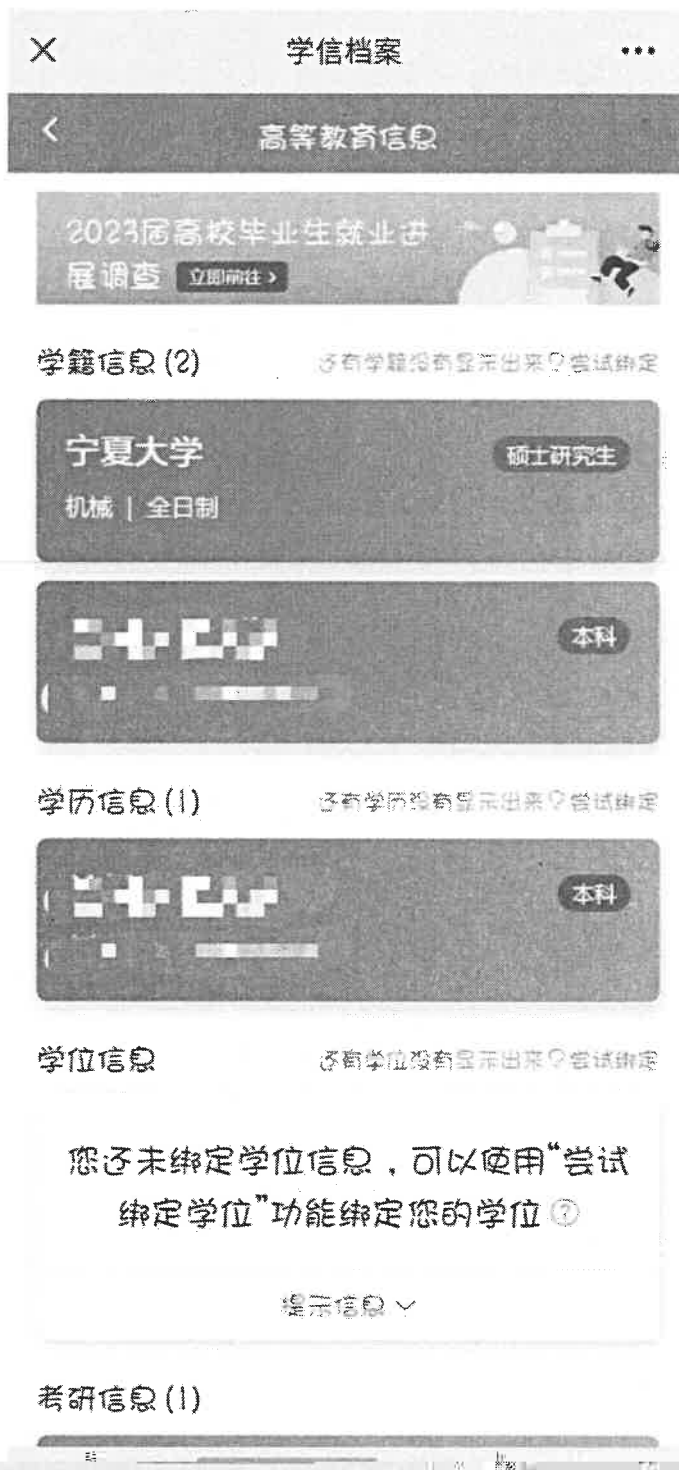 学信档案
高等教育信息
2023届高校毕业生就业进
展调查 立即前往 >
学籍信息 (2) 还有学籍没有显示出来？尝试绑定
宁夏大学 硕士研究生
机械 | 全日制
本科
学历信息 (1) 还有学历没有显示出来？尝试绑定
本科
学位信息 还有学位没有显示出来？尝试绑定
您还未绑定学位信息，可以使用“尝试
绑定学位”功能绑定您的学位
提示信息
考研信息 (1)